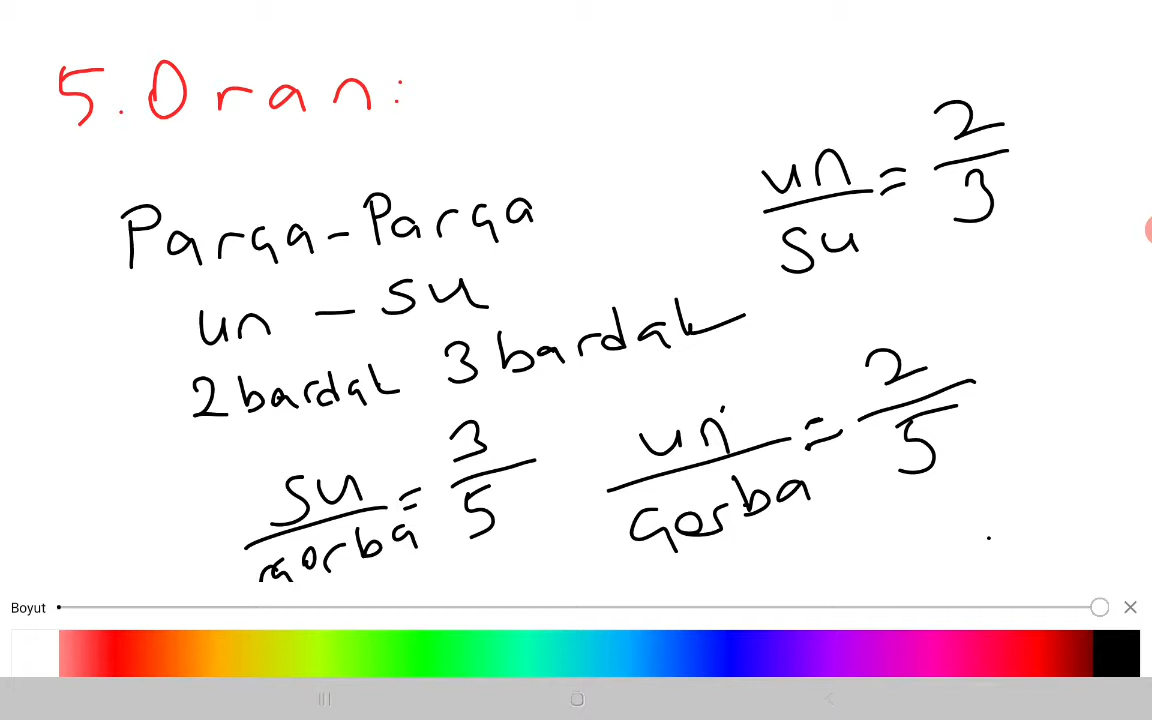 5. Oran:
Parça-Parça
un - su
2 bardak 3 bardak
un/su = 2/3
su/çorba = 3/5
un/çorba = 2/5
Boyut